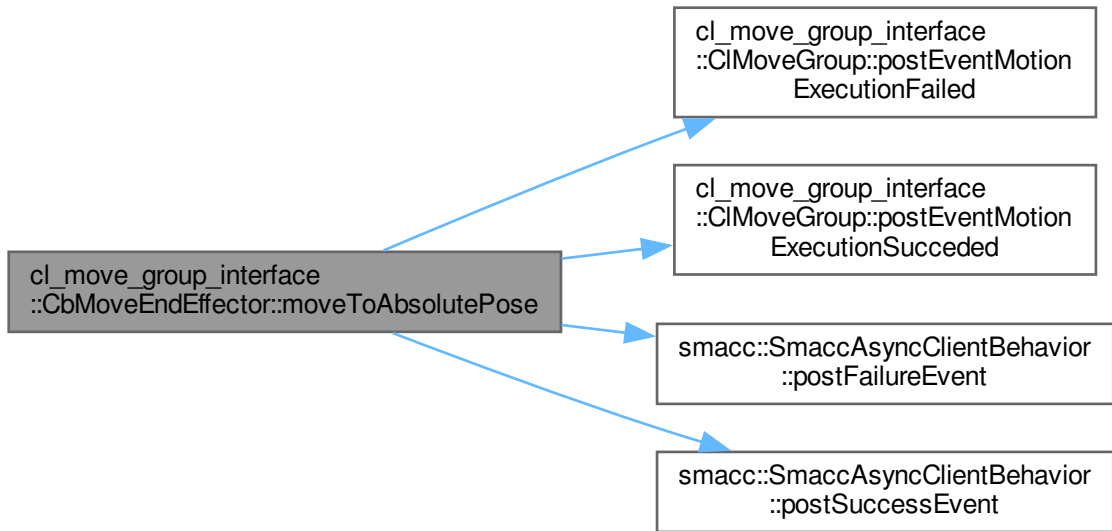 cl_move_group_interface
::ClMoveGroup::postEventMotion
ExecutionFailed
cl_move_group_interface
::ClMoveGroup::postEventMotion
ExecutionSucceded
cl_move_group_interface
::CbMoveEndEffector::moveToAbsolutePose
smacc::SmaccAsyncClientBehavior
::postFailureEvent
smacc::SmaccAsyncClientBehavior
::postSuccessEvent